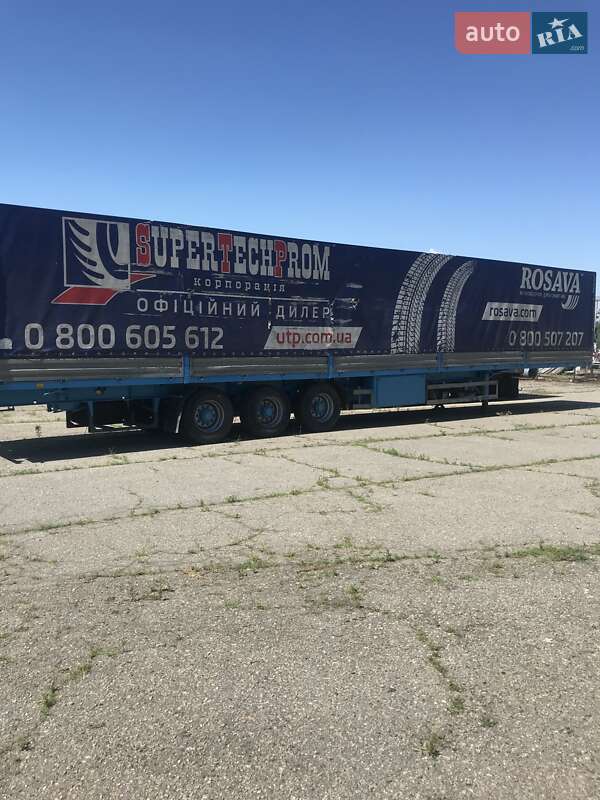 auto RIA .com
SUPERTECHPROM
корпорація
ОФІЦІЙНИЙ ДИЛЕР
0 800 605 612
utp.com.ua
ROSAVA
rosava.com
0 800 507 207